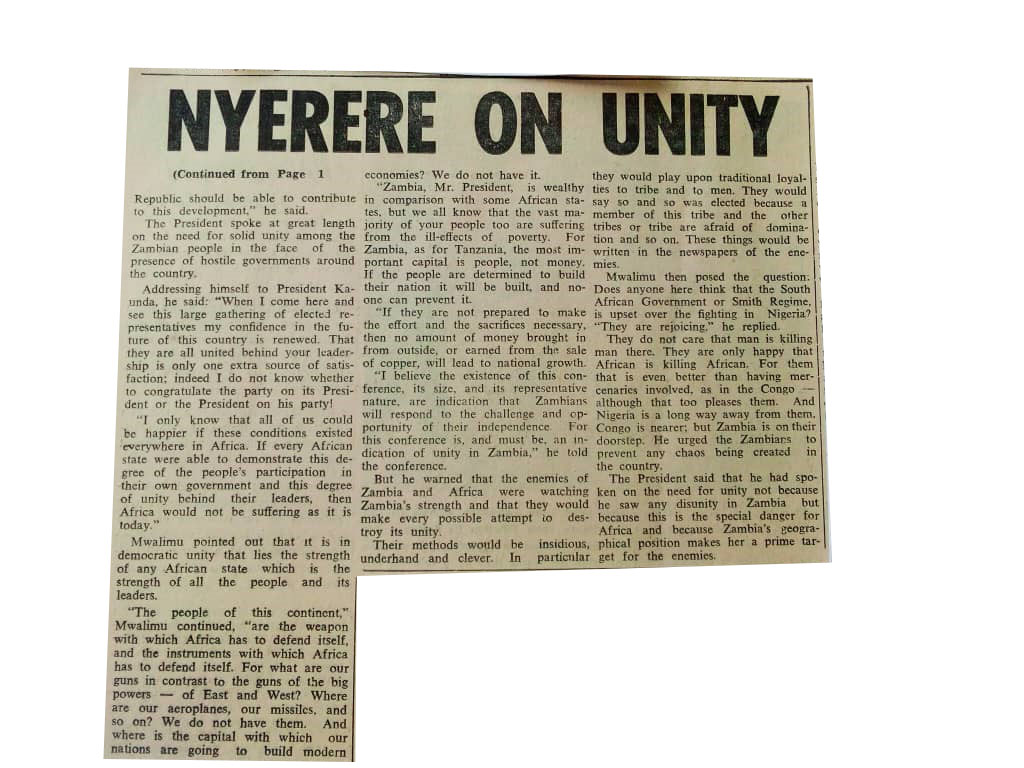 NYERERE ON UNITY
(Continued from Page 1
Republic should be able to contribute
to this development," he said.
The President spoke at great length
on the need for solid unity among the
Zambian people in the face of the
presence of hostile governments around
the country.
Addressing himself to President Ka-
unda, he said: "When I come here and
see this large gathering of elected re-
presentatives my confidence in the fu-
ture of this country is renewed. That
they are all united behind your leader-
ship is only one extra source of satis-
faction; indeed I do not know whether
to congratulate the party on its Presi-
dent or the President on his party!
"I only know that all of us could
be happier if these conditions existed
everywhere in Africa. If every African
state were able to demonstrate this de-
gree of the people's participation in
their own government and this degree
of unity behind their leaders, then
Africa would not be suffering as it is
today."
Mwalimu pointed out that it is in
democratic unity that lies the strength
of any African state which is the
strength of all the people and its
leaders.
"The people of this continent,"
Mwalimu continued, "are the weapon
with which Africa has to defend itself,
and the instruments with which Africa
has to defend itself. For what are our
guns in contrast to the guns of the big
powers — of East and West? Where
are our aeroplanes, our missiles, and
so on? We do not have them. And
where is the capital with which our
nations are going to build modern
economies? We do not have it.
"Zambia, Mr. President, is wealthy
in comparison with some African sta-
tes, but we all know that the vast ma-
jority of your people too are suffering
from the ill-effects of poverty. For
Zambia, as for Tanzania, the most im-
portant capital is people, not money.
If the people are determined to build
their nation it will be built, and no-
one can prevent it.
"If they are not prepared to make
the effort and the sacrifices necessary,
then no amount of money brought in
from outside, or earned from the sale
of copper, will lead to national growth.
"I believe the existence of this con-
ference, its size, and its representative
nature, are indication that Zambians
will respond to the challenge and op-
portunity of their independence. For
this conference is, and must be, an in-
dication of unity in Zambia," he told
the conference.
But he warned that the enemies of
Zambia and Africa were watching
Zambia's strength and that they would
make every possible attempt to des-
troy its unity.
Their methods would be insidious,
underhand and clever. In particular
they would play upon traditional loyal-
ties to tribe and to men. They would
say so and so was elected because a
member of this tribe and the other
tribes or tribe are afraid of domina-
tion and so on. These things would be
written in the newspapers of the ene-
mies.
Mwalimu then posed the question:
Does anyone here think that the South
African Government or Smith Regime,
is upset over the fighting in Nigeria?
"They are rejoicing," he replied.
They do not care that man is killing
man there. They are only happy that
African is killing African. For them
that is even better than having mer-
cenaries involved, as in the Congo —
although that too pleases them. And
Nigeria is a long way away from them,
Congo is nearer; but Zambia is on their
doorstep. He urged the Zambians to
prevent any chaos being created in
the country.
The President said that he had spo-
ken on the need for unity not because
he saw any disunity in Zambia but
because this is the special danger for
Africa and because Zambia's geogra-
phical position makes her a prime tar-
get for the enemies.